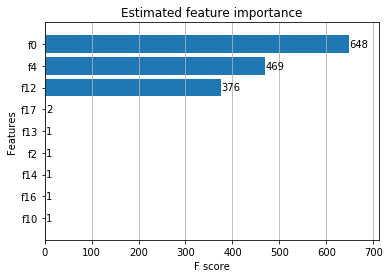 Estimated feature importance
Features
f0 648
f4 469
f12 376
f17 2
f13 1
f2 1
f14 1
f16 1
f10 1
0 100 200 300 400 500 600 700
F score